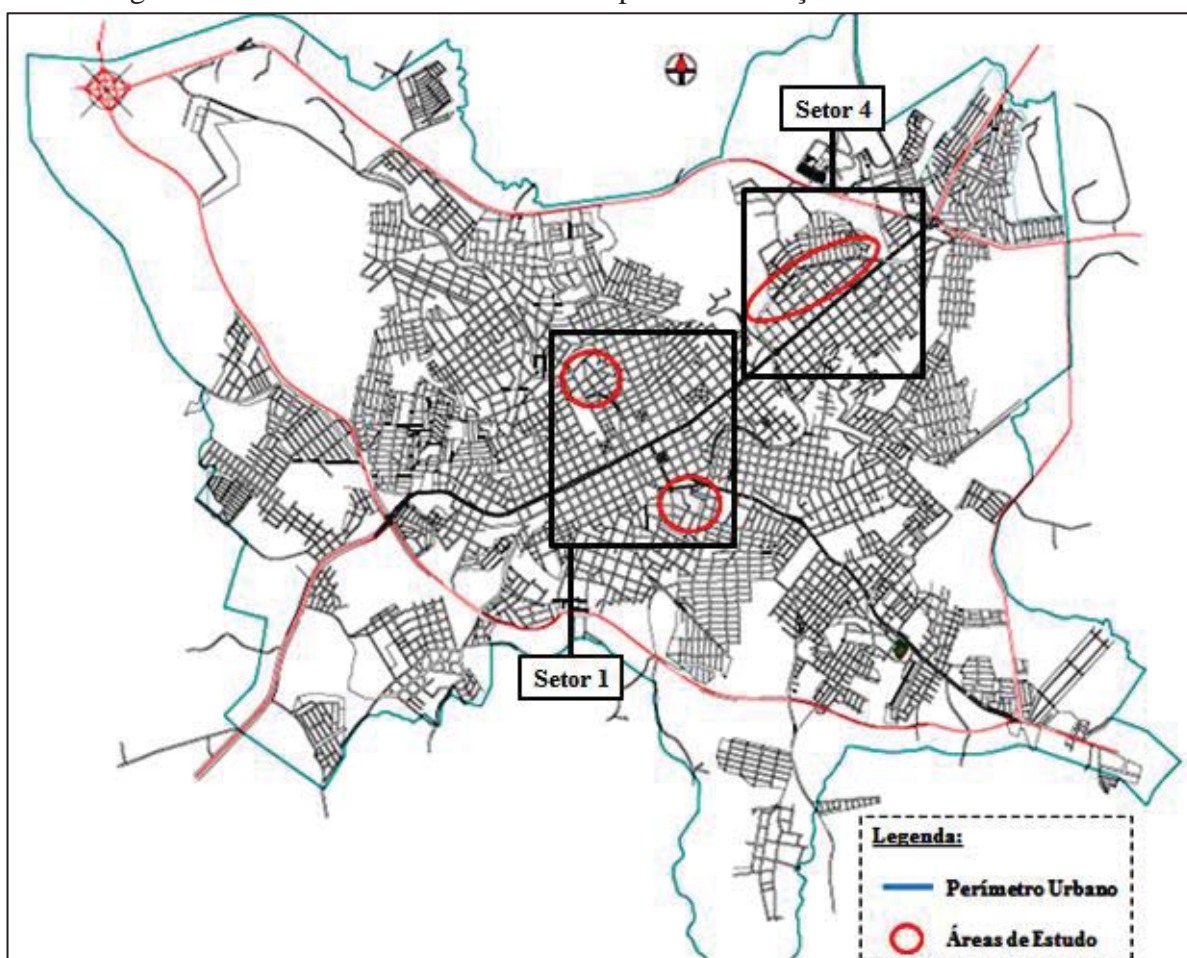 Setor 4
Setor 1
Legenda:
Perímetro Urbano
Áreas de Estudo